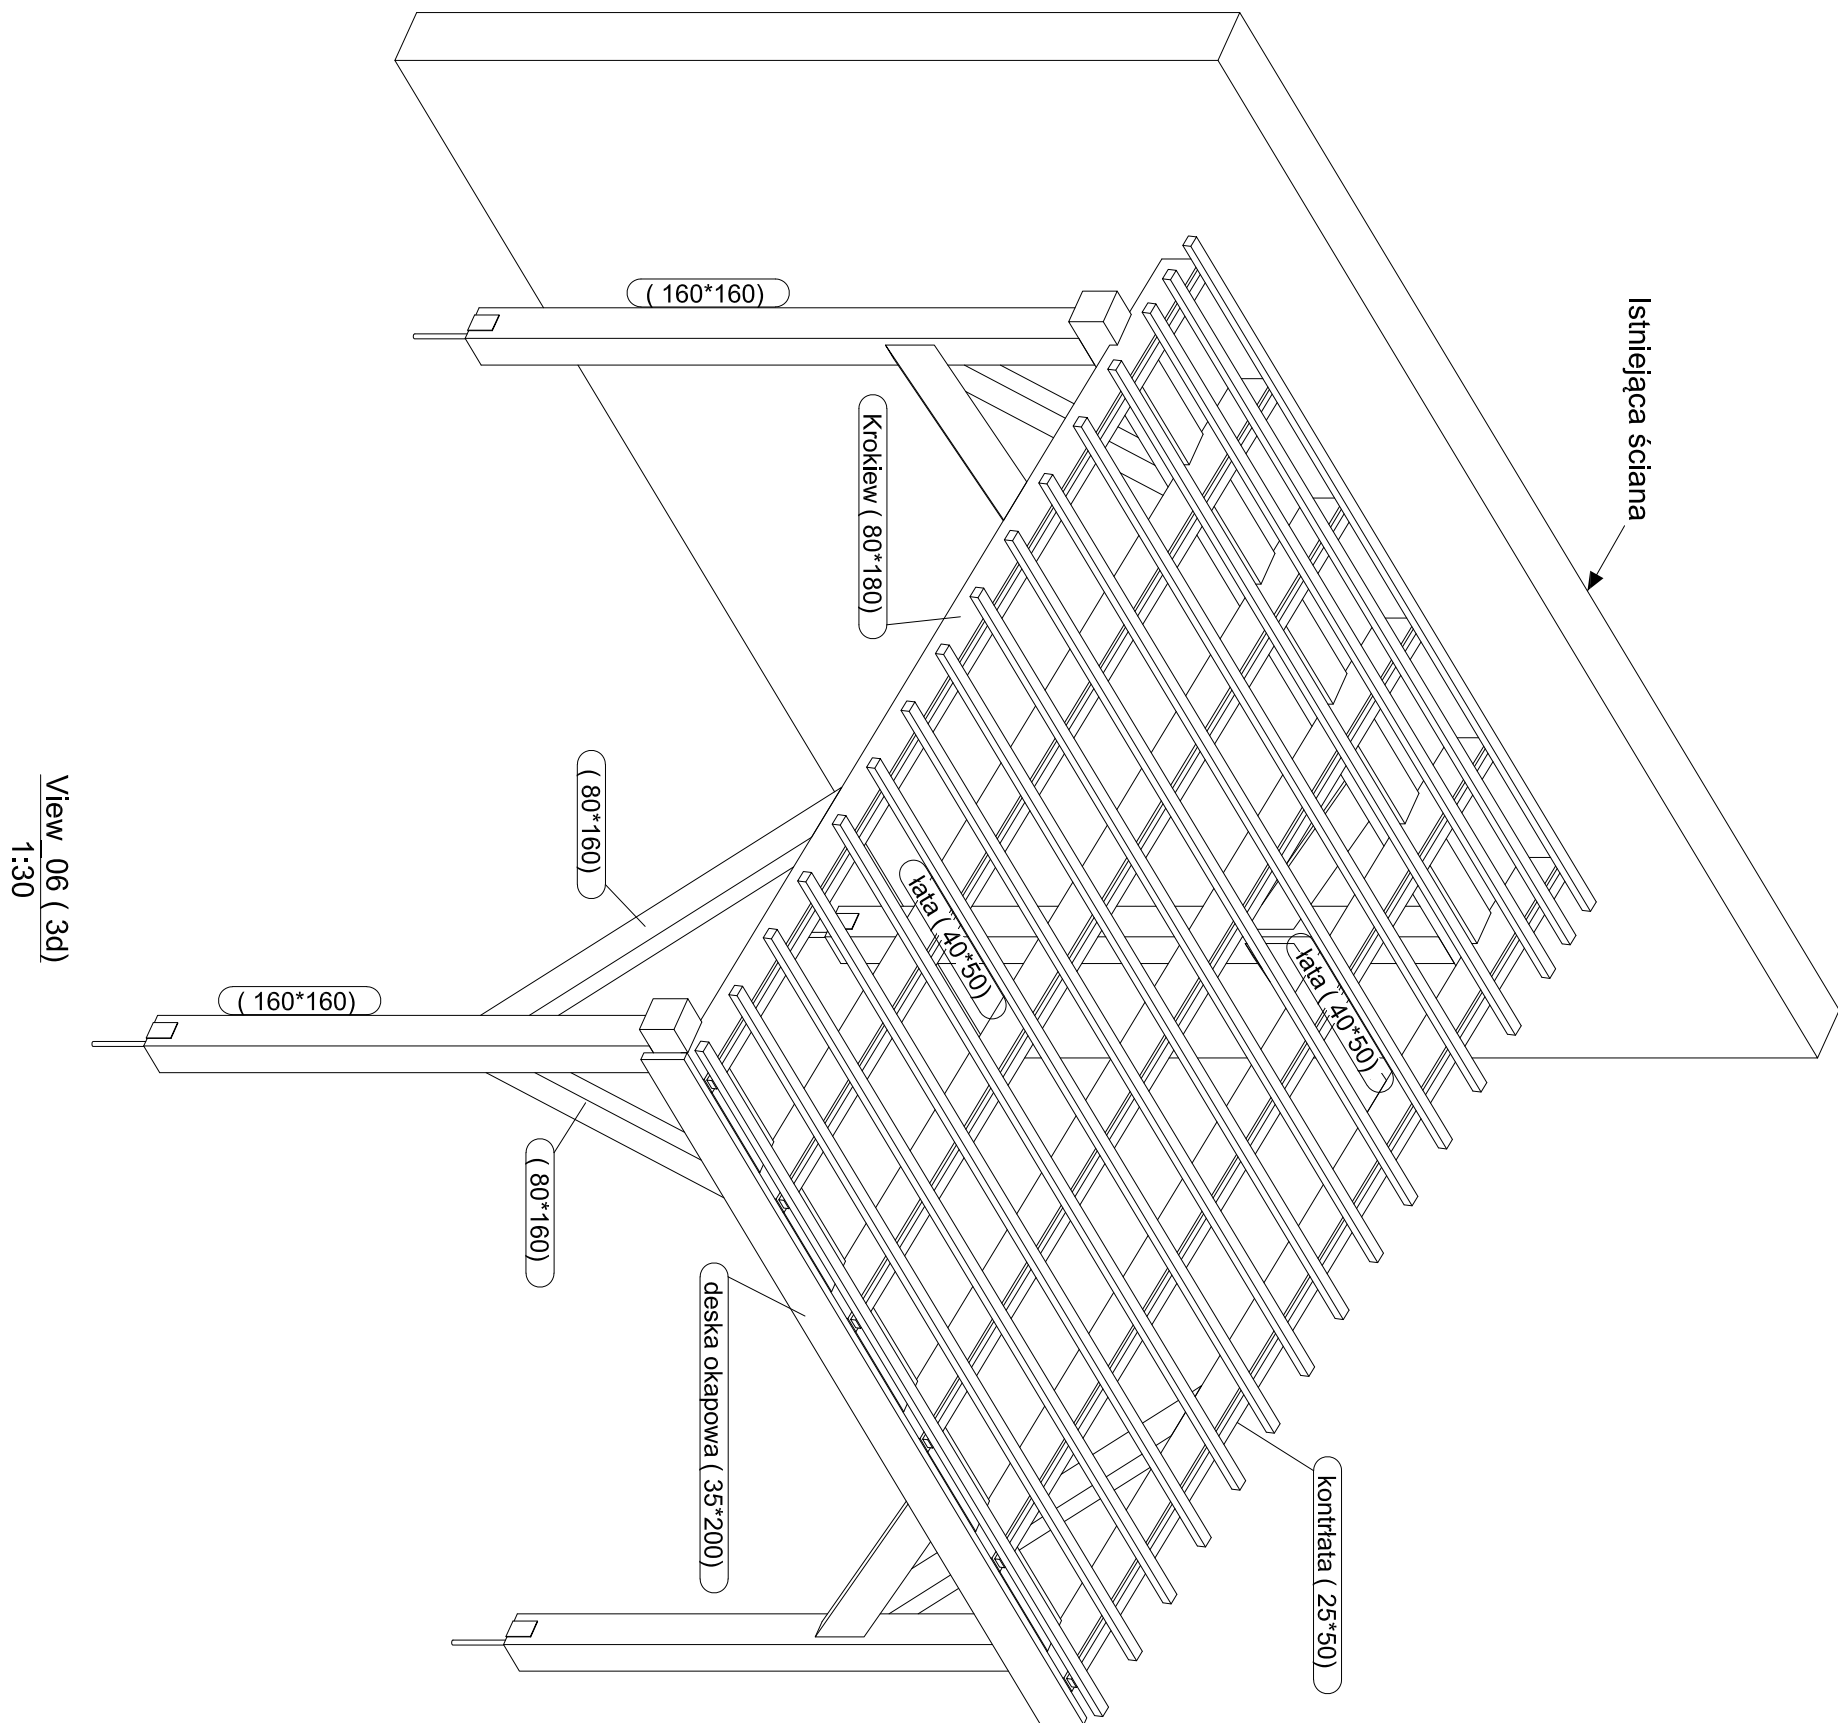 Istniejąca ściana
( 160*160)
Krokiew ( 80*180)
łata ( 40*50)
łata ( 40*50)
( 80*160)
( 160*160)
( 80*160)
deska okapowa ( 35*200)
kontrłata ( 25*50)
View 06 ( 3d)
1:30